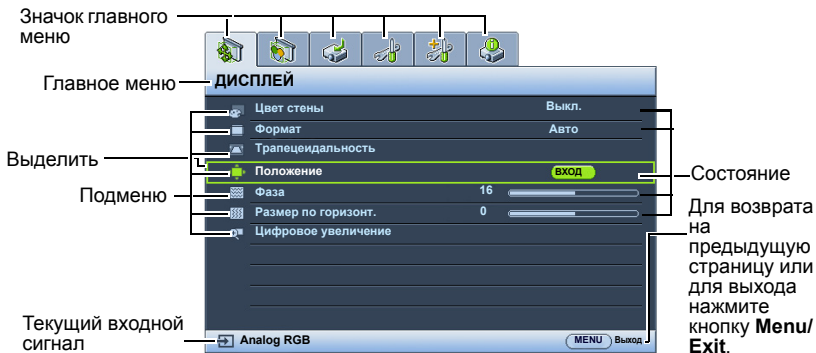 Значок главного
меню
Главное меню
ДИСПЛЕЙ
Цвет стены Выкл.
Формат Авто
Трапецеидальность
Выделить
Положение ВХОД
Состояние
Подменю
Фаза 16
Размер по горизонт. 0
Цифровое увеличение
Для возврата
на
предыдущую
страницу или
для выхода
нажмите
кнопку Menu/
Exit.
Текущий входной
сигнал
Analog RGB
MENU Выход